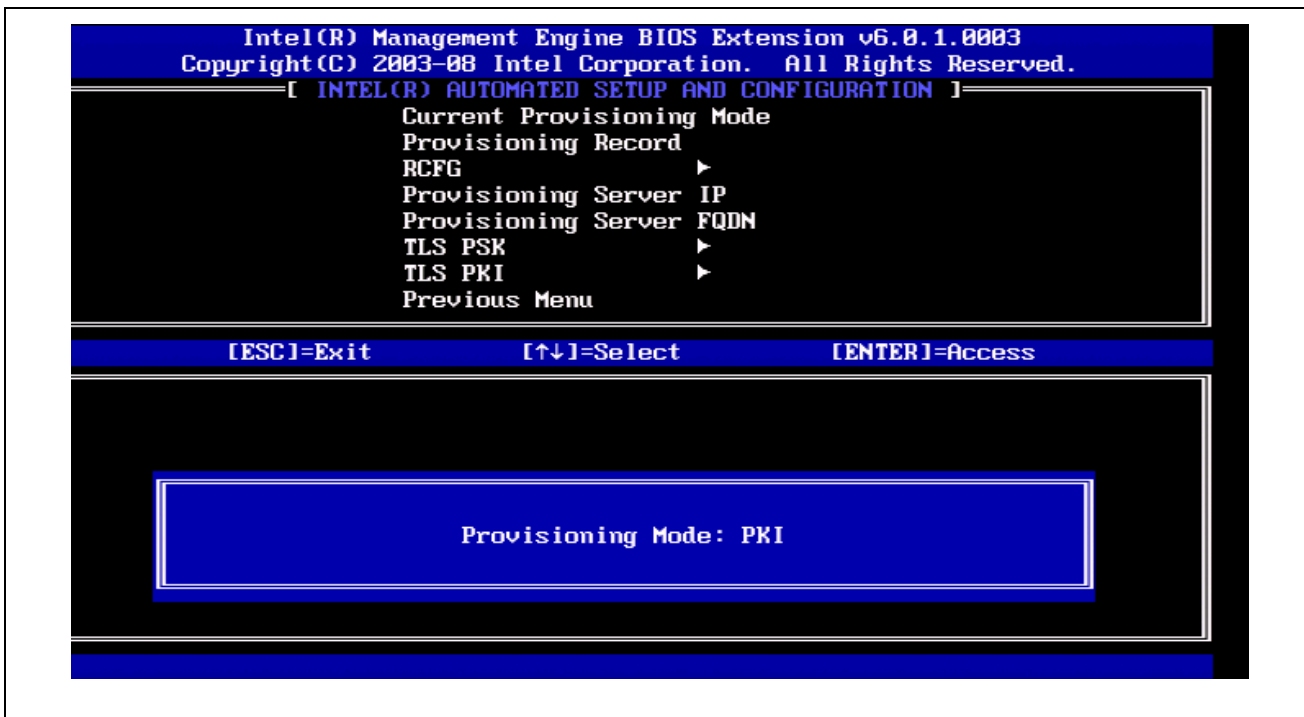 Intel(R) Management Engine BIOS Extension v6.0.1.0003
Copyright(C) 2003-08 Intel Corporation.  All Rights Reserved.
[ INTEL(R) AUTOMATED SETUP AND CONFIGURATION ]
Current Provisioning Mode
Provisioning Record
RCFG ►
Provisioning Server IP
Provisioning Server FQDN
TLS PSK ►
TLS PKI ►
Previous Menu
[ESC]=Exit [↑↓]=Select [ENTER]=Access
Provisioning Mode: PKI